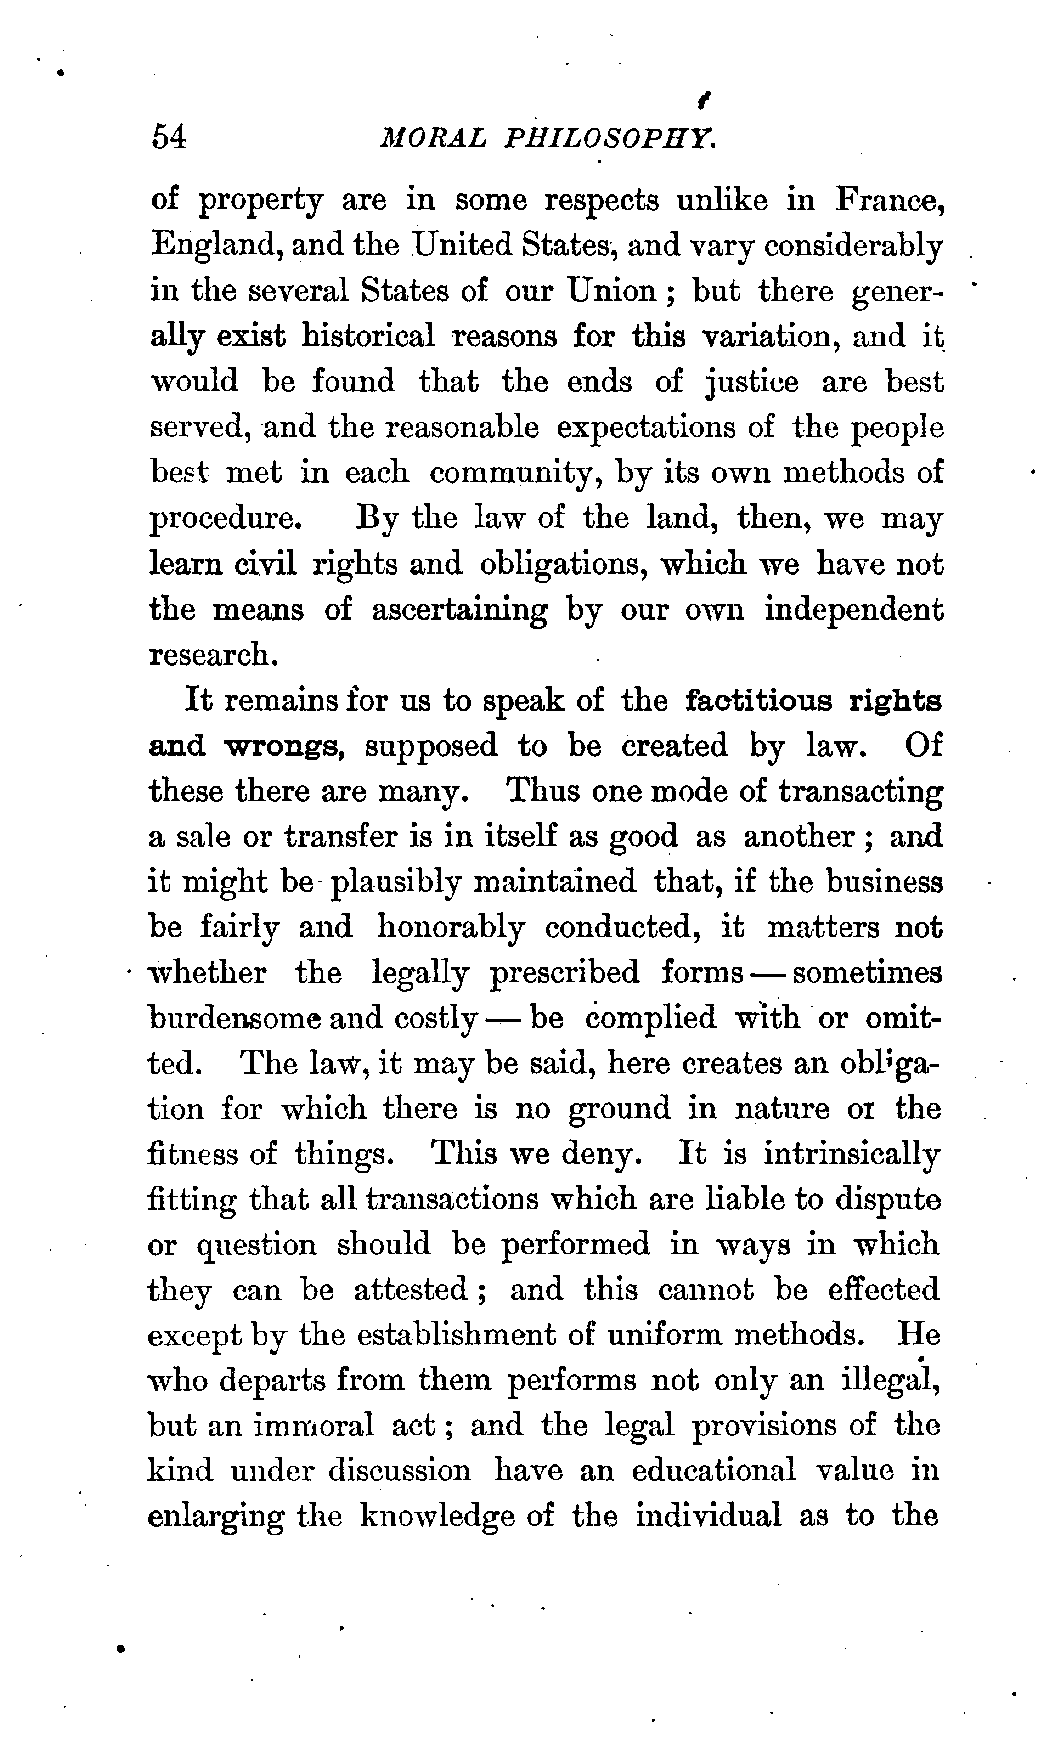 54 MORAL PHILOSOPHY.
of property are in some respects unlike in France,
England, and the United States, and vary considerably
in the several States of our Union ; but there gener-
ally exist historical reasons for this variation, and it
would be found that the ends of justice are best
served, and the reasonable expectations of the people
best met in each community, by its own methods of
procedure. By the law of the land, then, we may
learn civil rights and obligations, which we have not
the means of ascertaining by our own independent
research.
It remains for us to speak of the factitious rights
and wrongs, supposed to be created by law. Of
these there are many. Thus one mode of transacting
a sale or transfer is in itself as good as another ; and
it might be plausibly maintained that, if the business
be fairly and honorably conducted, it matters not
whether the legally prescribed forms — sometimes
burdensome and costly — be complied with or omit-
ted. The law, it may be said, here creates an obliga-
tion for which there is no ground in nature or the
fitness of things. This we deny. It is intrinsically
fitting that all transactions which are liable to dispute
or question should be performed in ways in which
they can be attested ; and this cannot be effected
except by the establishment of uniform methods. He
who departs from them performs not only an illegal,
but an immoral act ; and the legal provisions of the
kind under discussion have an educational value in
enlarging the knowledge of the individual as to the